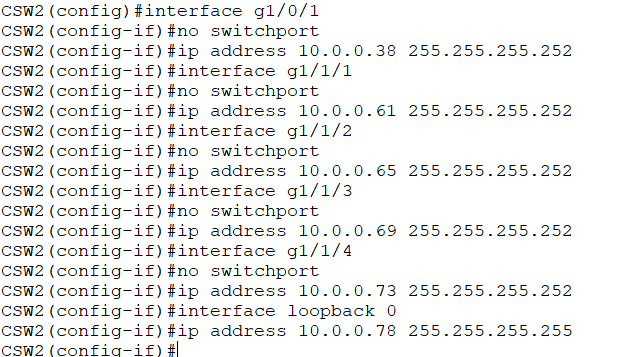 CSW2(config)#interface g1/0/1
CSW2(config-if)#no switchport
CSW2(config-if)#ip address 10.0.0.38 255.255.255.252
CSW2(config-if)#interface g1/1/1
CSW2(config-if)#no switchport
CSW2(config-if)#ip address 10.0.0.61 255.255.255.252
CSW2(config-if)#interface g1/1/2
CSW2(config-if)#no switchport
CSW2(config-if)#ip address 10.0.0.65 255.255.255.252
CSW2(config-if)#interface g1/1/3
CSW2(config-if)#no switchport
CSW2(config-if)#ip address 10.0.0.69 255.255.255.252
CSW2(config-if)#interface g1/1/4
CSW2(config-if)#no switchport
CSW2(config-if)#ip address 10.0.0.73 255.255.255.252
CSW2(config-if)#interface loopback 0
CSW2(config-if)#ip address 10.0.0.78 255.255.255.255
CSW2(config-if)#